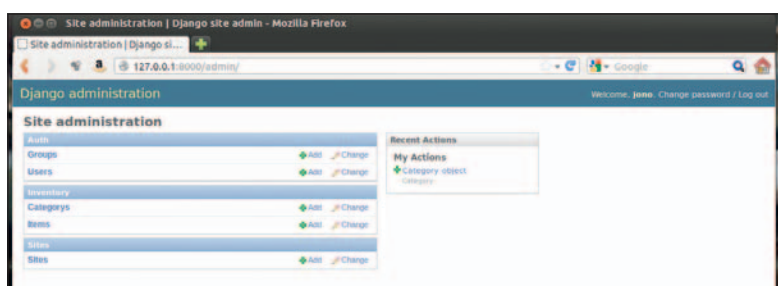 Site administration | Django site admin - Mozilla Firefox
Site administration | Django si...
127.0.0.1:8000/admin/
Google
Django administration
Welcome, jono. Change password / Log out
Site administration
Auth
Groups Add Change
Users Add Change
Inventory
Categorys Add Change
Items Add Change
Sites
Sites Add Change
Recent Actions
My Actions
Category object
Category